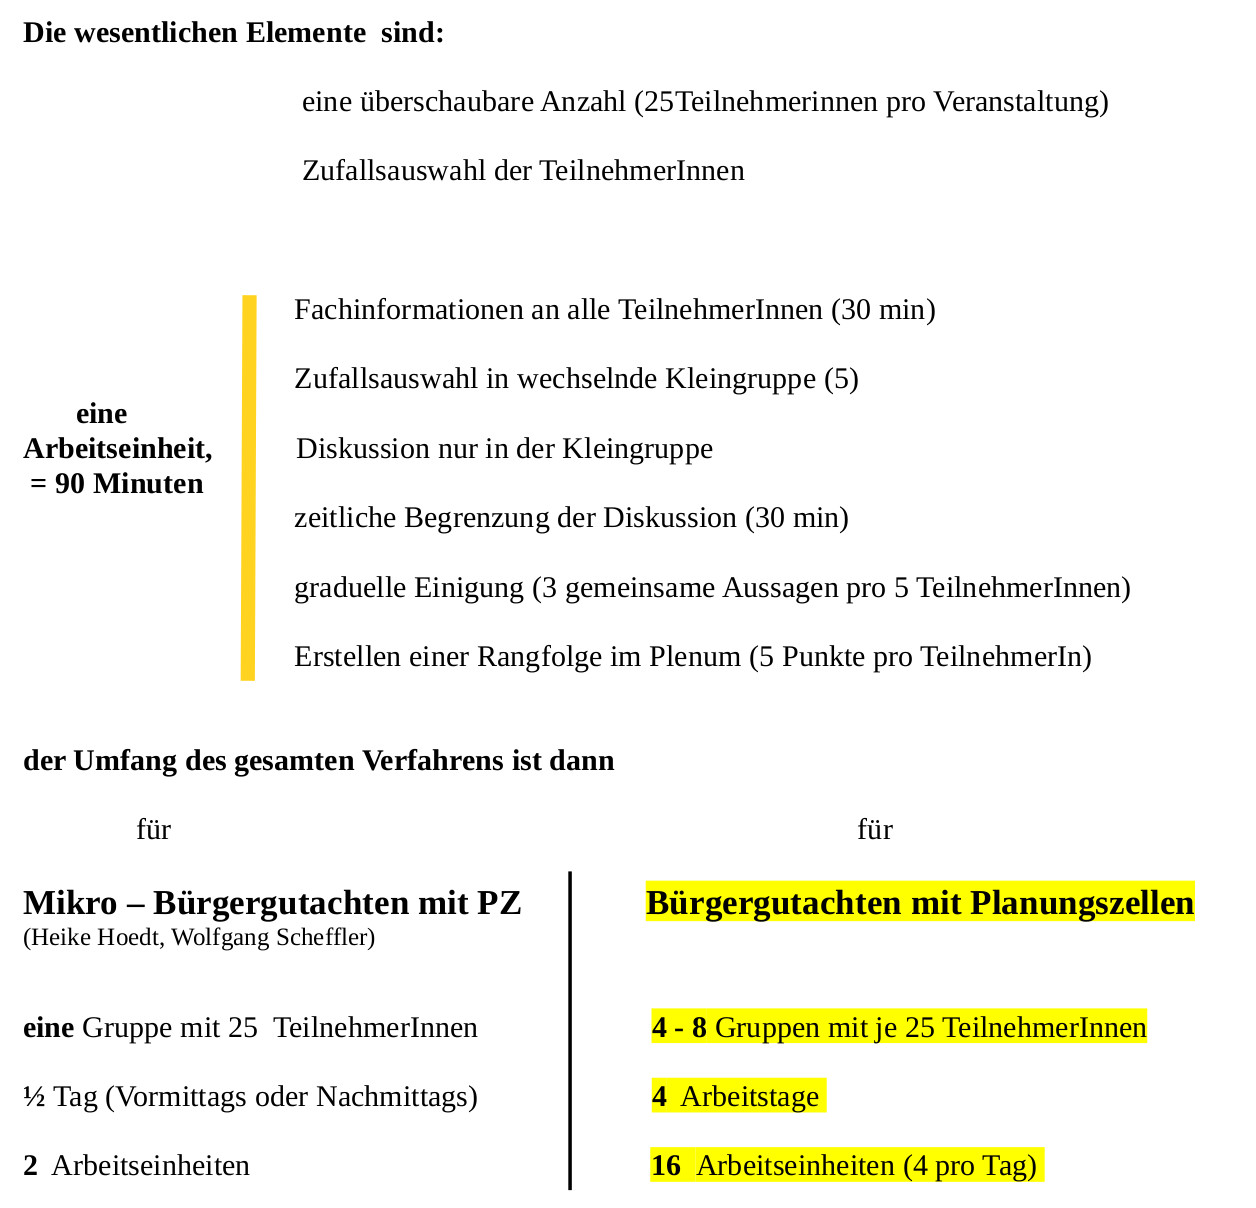 Die wesentlichen Elemente  sind:
eine überschaubare Anzahl (25Teilnehmerinnen pro Veranstaltung)
Zufallsauswahl der TeilnehmerInnen
Fachinformationen an alle TeilnehmerInnen (30 min)
Zufallsauswahl in wechselnde Kleingruppe (5)
eine
Arbeitseinheit,
= 90 Minuten
Diskussion nur in der Kleingruppe
zeitliche Begrenzung der Diskussion (30 min)
graduelle Einigung (3 gemeinsame Aussagen pro 5 TeilnehmerInnen)
Erstellen einer Rangfolge im Plenum (5 Punkte pro TeilnehmerIn)
der Umfang des gesamten Verfahrens ist dann
für
Mikro – Bürgergutachten mit PZ
(Heike Hoedt, Wolfgang Scheffler)
eine Gruppe mit 25  TeilnehmerInnen
½ Tag (Vormittags oder Nachmittags)
2  Arbeitseinheiten
für
Bürgergutachten mit Planungszellen
4 - 8 Gruppen mit je 25 TeilnehmerInnen
4  Arbeitstage
16  Arbeitseinheiten (4 pro Tag)